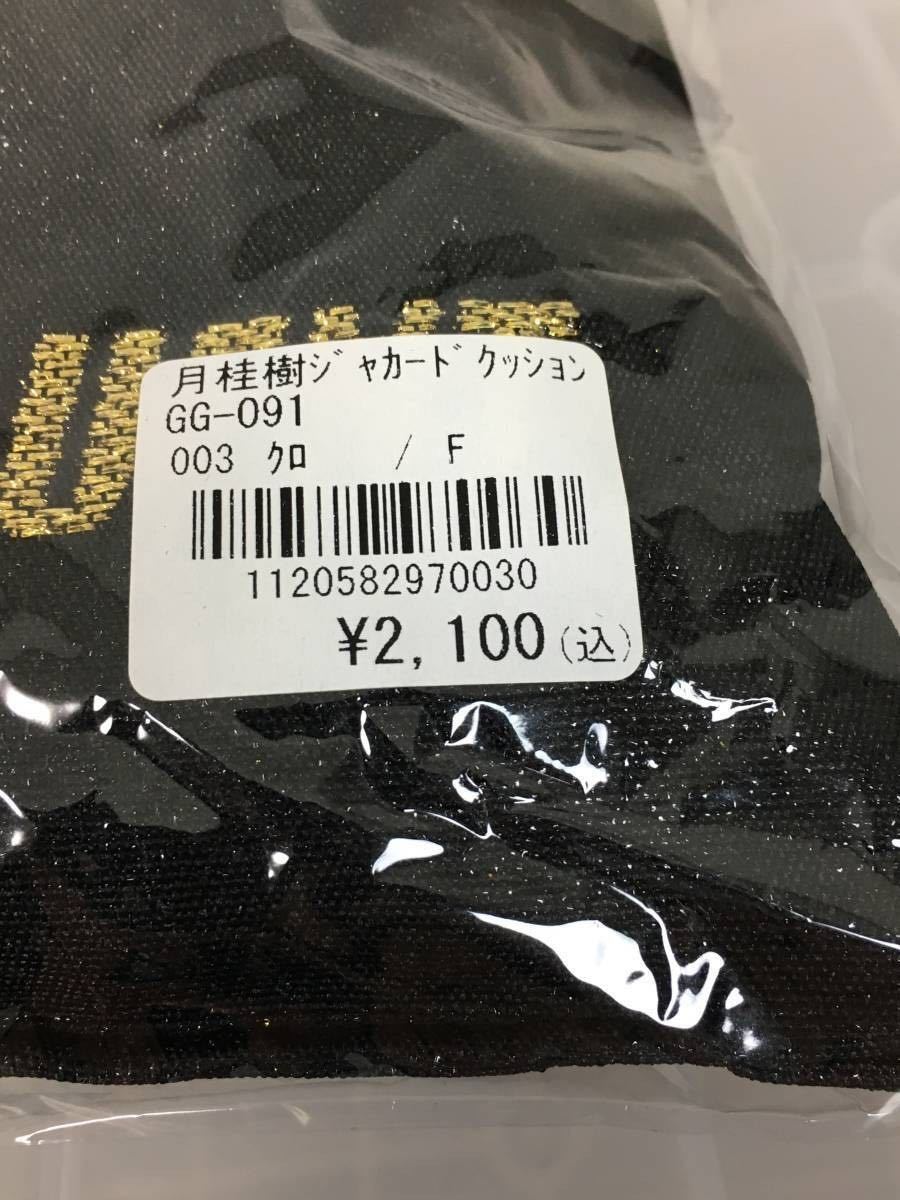 月桂樹ｼﾞｬｶｰﾄﾞｸｯｼｮﾝ
GG-091
003 ｸﾛ / F
1120582970030
¥2,100(込)